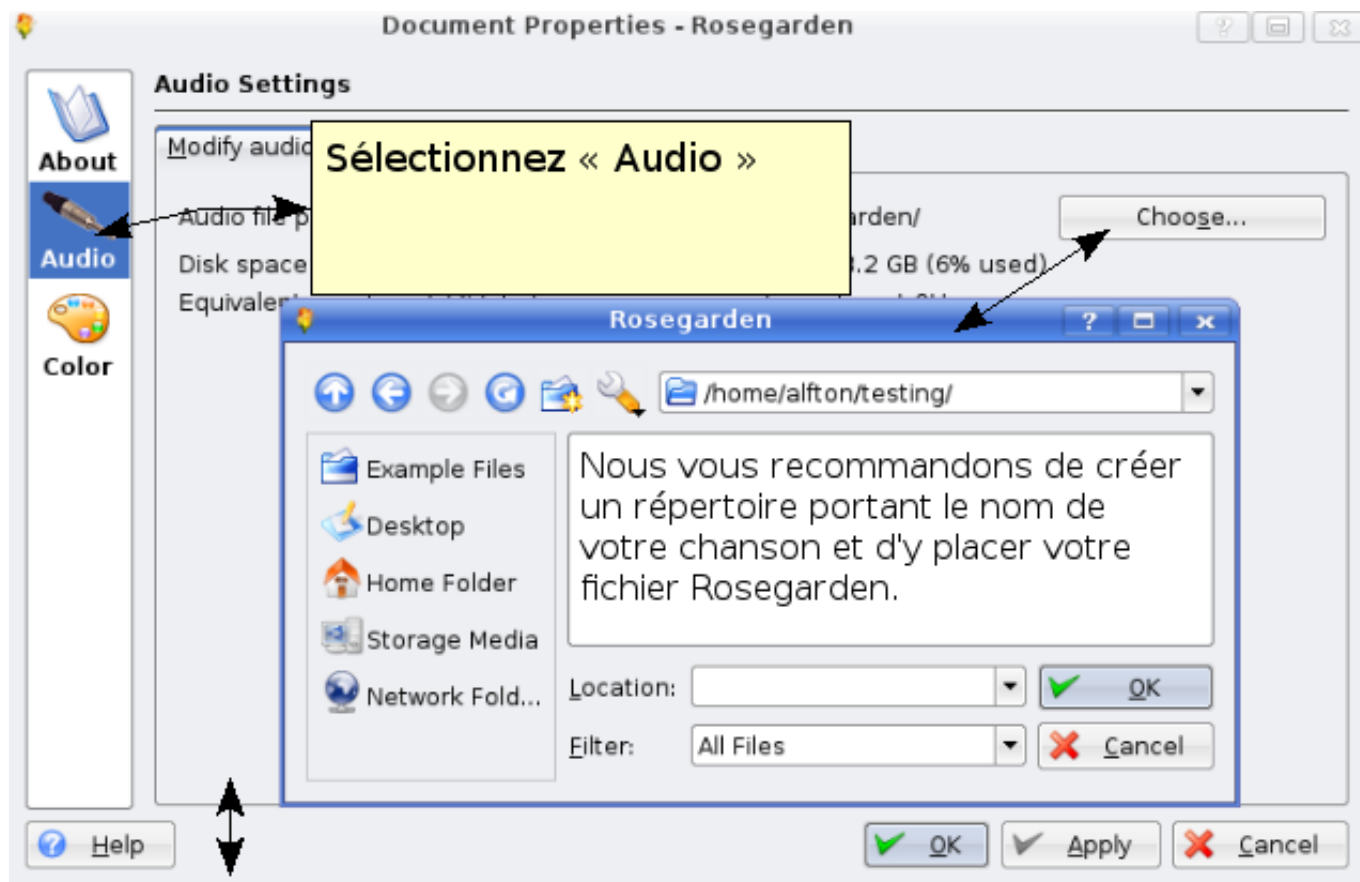 Document Properties - Rosegarden
Audio Settings
About
Audio
Color
Modify audio
Sélectionnez « Audio »
Audio file p
arden/
Choose...
Disk space
.2 GB (6% used)
Rosegarden
/home/alfton/testing/
Example Files
Desktop
Home Folder
Storage Media
Network Fold...
Nous vous recommandons de créer
un répertoire portant le nom de
votre chanson et d'y placer votre
fichier Rosegarden.
Location:
OK
Filter:
All Files
Cancel
Help
OK
Apply
Cancel